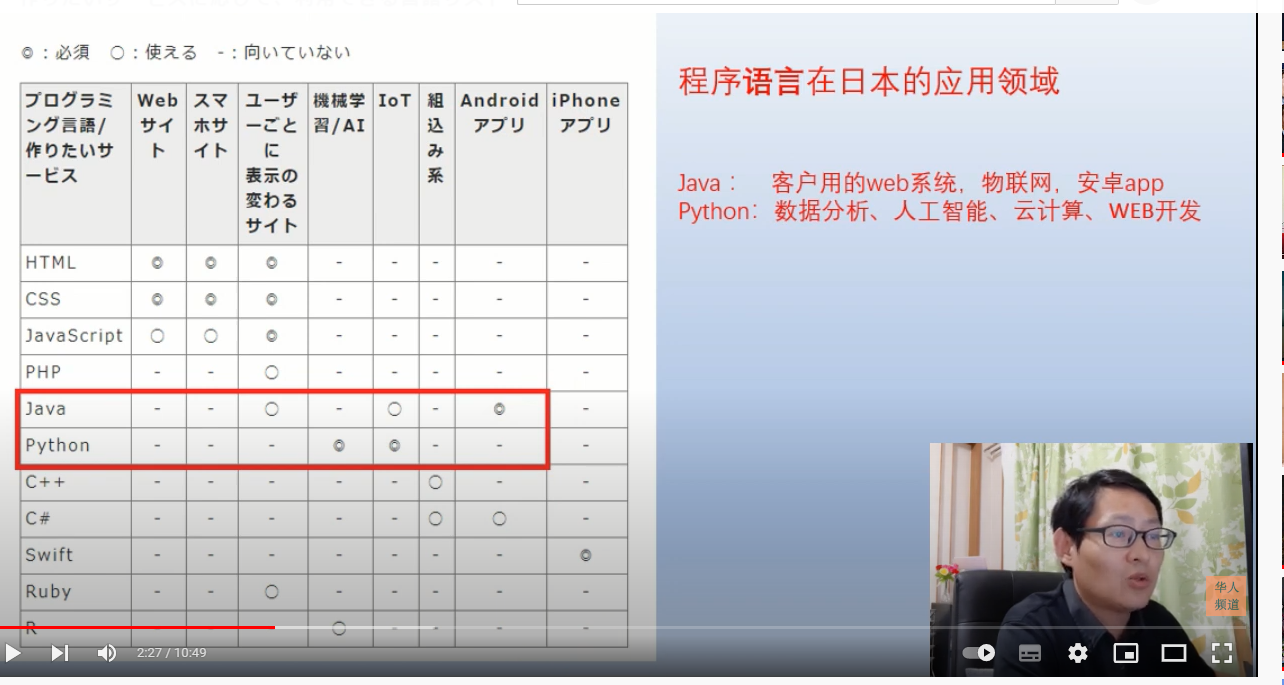 ◎：必須　○：使える　-：向いていない
プログラミング言語/作りたいサービス	Webサイト	スマホサイト	ユーザーごとに表示の変わるサイト	機械学習/AI	IoT	組込み系	Androidアプリ	iPhoneアプリ
HTML	◎	◎	◎	-	-	-	-	-
CSS	◎	◎	◎	-	-	-	-	-
JavaScript	○	○	◎	-	-	-	-	-
PHP	-	-	○	-	-	-	-	-
Java	-	-	○	-	○	-	◎	-
Python	-	-	-	◎	◎	-	-	-
C++	-	-	-	-	-	○	-	-
C#	-	-	-	-	-	○	○	-
Swift	-	-	-	-	-	-	-	◎
Ruby	-	-	○	-	-	-	-	-
R	-	-	-	○	-	-	-	-
程序语言在日本的应用领域
Java： 客户用的web系统，物联网，安卓app
Python：数据分析、人工智能、云计算、WEB开发
华人
频道
2:27 / 10:49